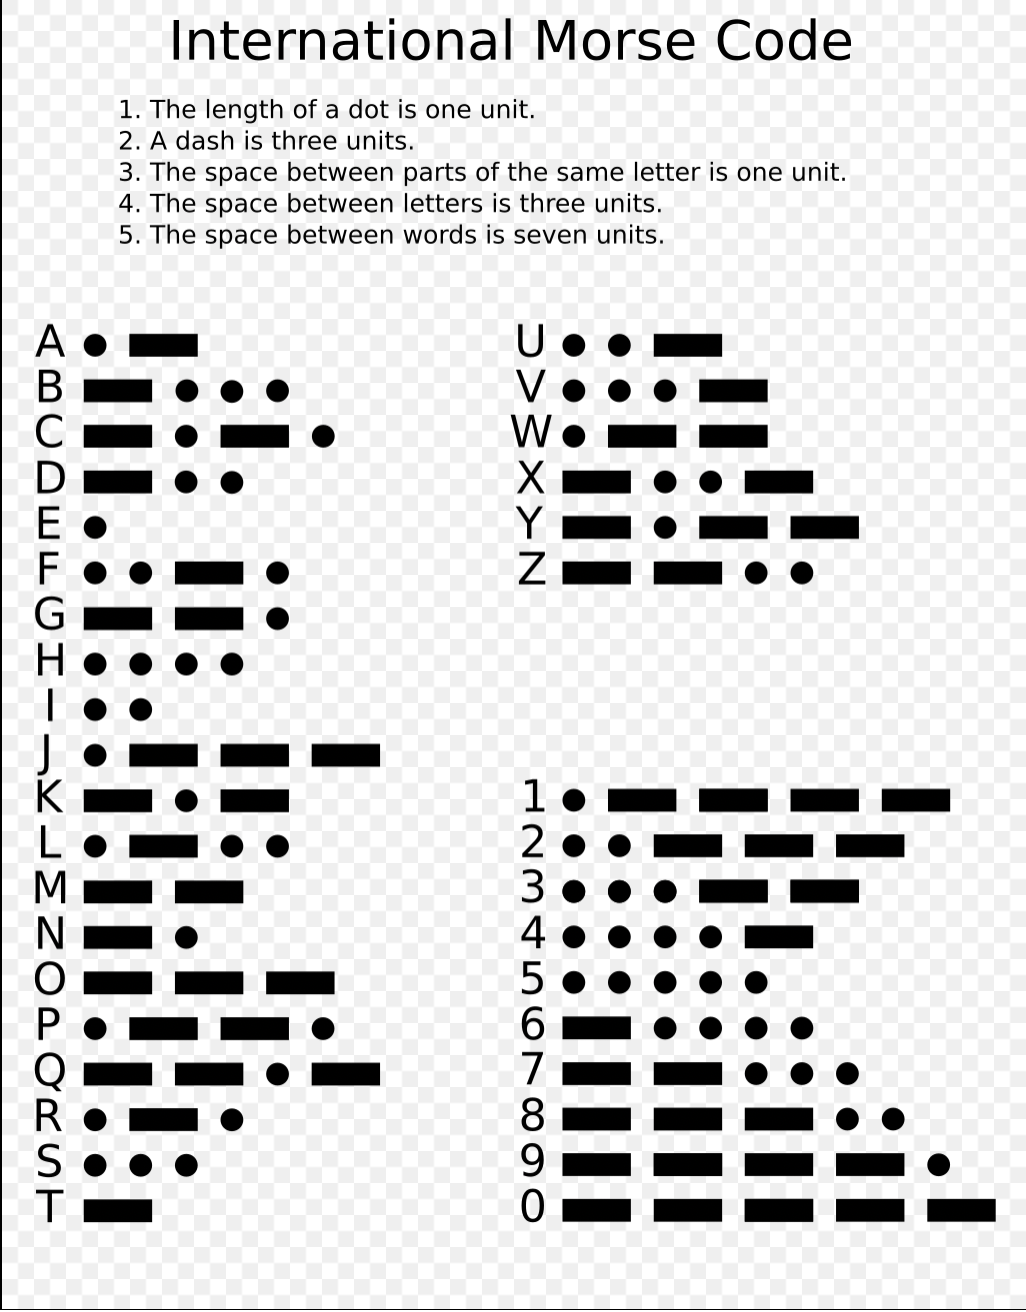 International Morse Code
1. The length of a dot is one unit.
2. A dash is three units.
3. The space between parts of the same letter is one unit.
4. The space between letters is three units.
5. The space between words is seven units.
A ● ▬
B ▬ ● ● ●
C ▬ ● ▬ ●
D ▬ ● ●
E ●
F ● ● ▬ ●
G ▬ ▬ ●
H ● ● ● ●
I ● ●
J ● ▬ ▬ ▬
K ▬ ● ▬
L ● ▬ ● ●
M ▬ ▬
N ▬ ●
O ▬ ▬ ▬
P ● ▬ ▬ ●
Q ▬ ▬ ● ▬
R ● ▬ ●
S ● ● ●
T ▬
U ● ● ▬
V ● ● ● ▬
W ● ▬ ▬
X ▬ ● ● ▬
Y ▬ ● ▬ ▬
Z ▬ ▬ ● ●
1 ● ▬ ▬ ▬ ▬
2 ● ● ▬ ▬ ▬
3 ● ● ● ▬ ▬
4 ● ● ● ● ▬
5 ● ● ● ● ●
6 ▬ ● ● ● ●
7 ▬ ▬ ● ● ●
8 ▬ ▬ ▬ ● ●
9 ▬ ▬ ▬ ▬ ●
0 ▬ ▬ ▬ ▬ ▬